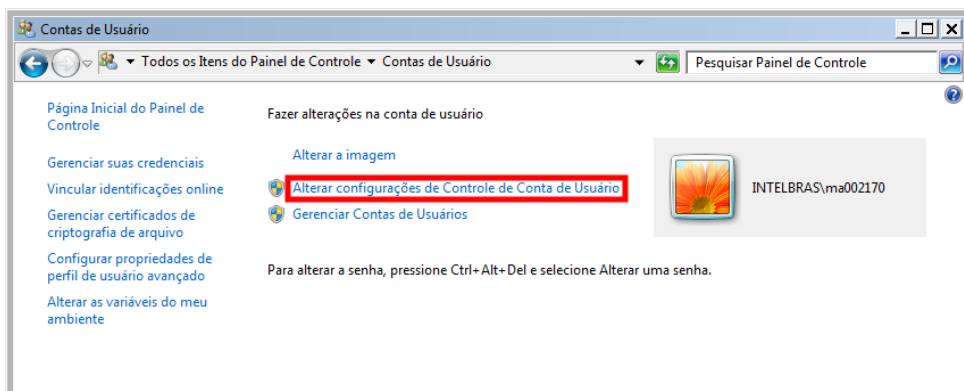 Contas de Usuário
Todos os Itens do Painel de Controle Contas de Usuário
Pesquisar Painel de Controle
Página Inicial do Painel de
Controle
Gerenciar suas credenciais
Vincular identificações online
Gerenciar certificados de
criptografia de arquivo
Configurar propriedades de
perfil de usuário avançado
Alterar as variáveis do meu
ambiente
Fazer alterações na conta de usuário
Alterar a imagem
Alterar configurações de Controle de Conta de Usuário
Gerenciar Contas de Usuários
INTELBRAS\ma002170
Para alterar a senha, pressione Ctrl+Alt+Del e selecione Alterar uma senha.